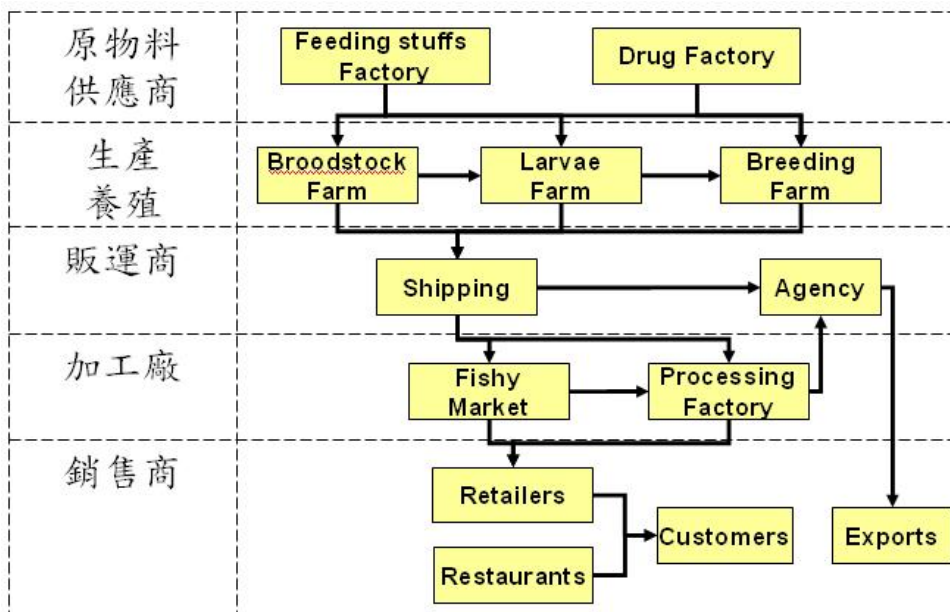 原物料
供應商
Feeding stuffs
Factory
Drug Factory
生產
養殖
Broodstock
Farm
Larvae
Farm
Breeding
Farm
販運商
Shipping
Agency
加工廠
Fishy
Market
Processing
Factory
銷售商
Retailers
Customers
Exports
Restaurants